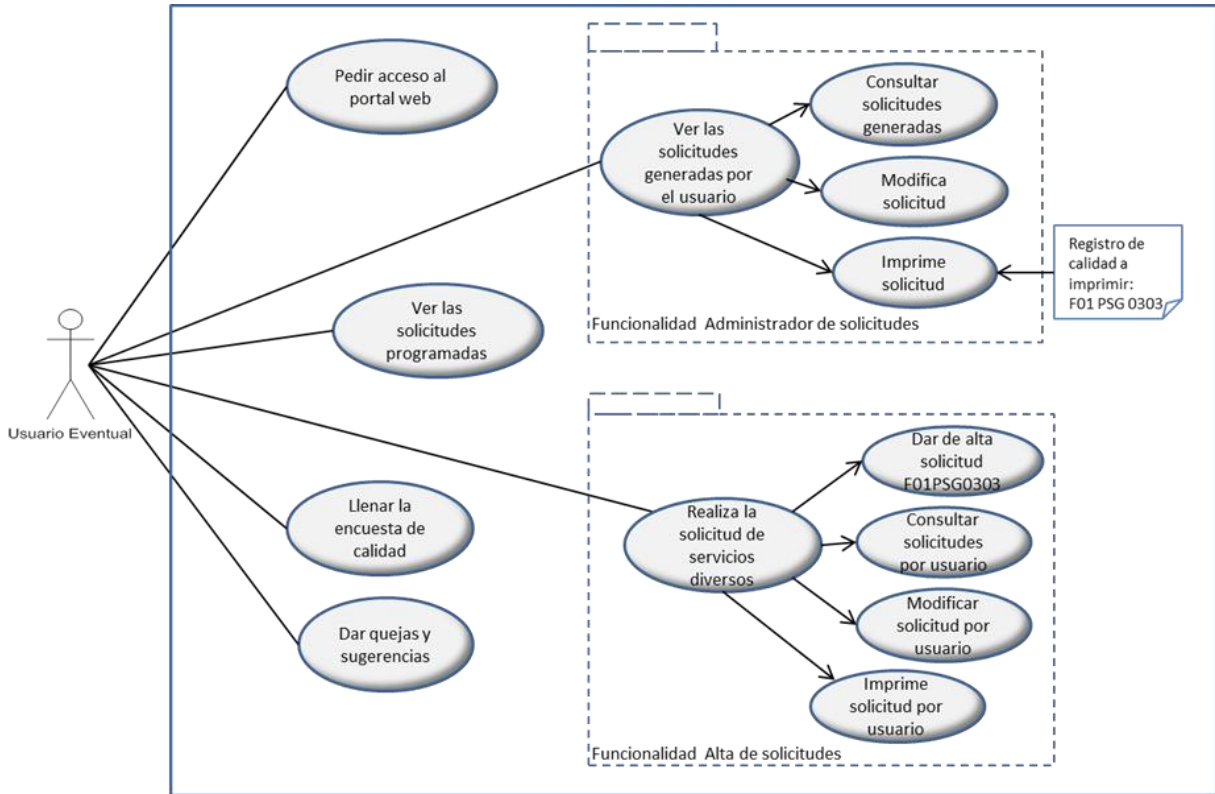 Pedir acceso al
portal web
Ver las
solicitudes
generadas por
el usuario
Consultar
solicitudes
generadas
Modifica
solicitud
Imprime
solicitud
Registro de
calidad a
imprimir:
F01 PSG 0303
Funcionalidad Administrador de solicitudes
Ver las
solicitudes
programadas
Usuario Eventual
Llenar la
encuesta de
calidad
Dar quejas y
sugerencias
Realiza la
solicitud de
servicios
diversos
Dar de alta
solicitud
F01PSG0303
Consultar
solicitudes
por usuario
Modificar
solicitud por
usuario
Imprime
solicitud por
usuario
Funcionalidad Alta de solicitudes